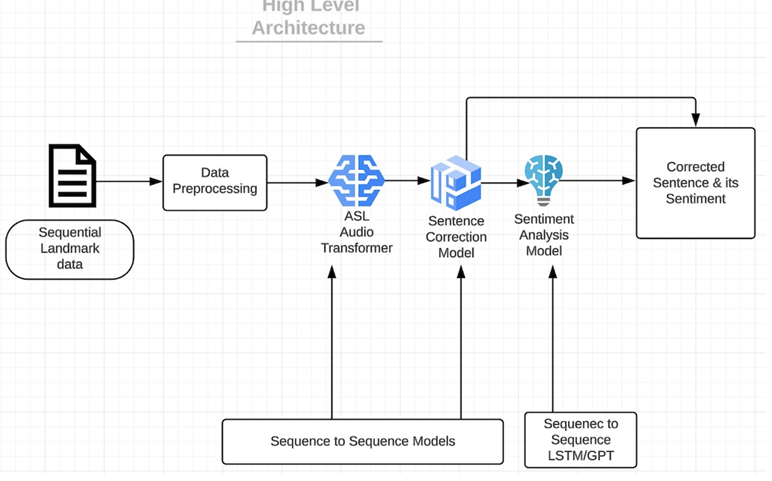 High Level
Architecture
Sequential
Landmark
data
Data
Preprocessing
ASL
Audio
Transformer
Sentence
Correction
Model
Sentiment
Analysis
Model
Corrected
Sentence & its
Sentiment
Sequence to Sequence Models
Sequenec to
Sequence
LSTM/GPT